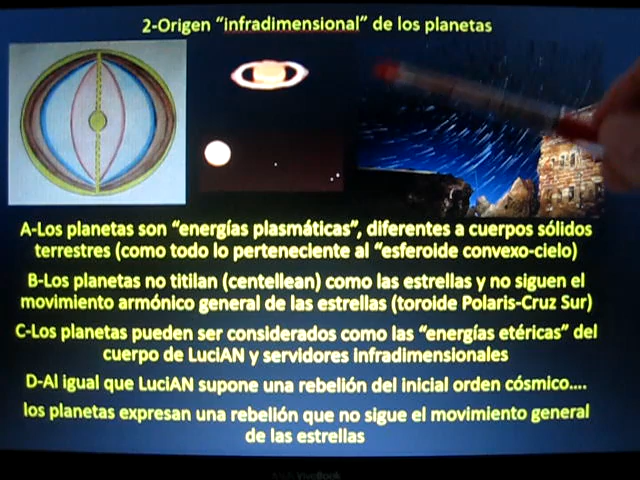 2-Origen "infradimensional" de los planetas
A-Los planetas son "energías plasmáticas", diferentes a cuerpos sólidos
terrestres (como todo lo perteneciente al "esferoide convexo-cielo)
B-Los planetas no titilan (centellean) como las estrellas y no siguen el
movimiento armónico general de las estrellas (toroide Polaris-Cruz Sur)
C-Los planetas pueden ser considerados como las "energías etéricas" del
cuerpo de LuciAN y servidores infradimensionales
D-Al igual que LuciAN supone una rebelión del inicial orden cósmico....
los planetas expresan una rebelión que no sigue el movimiento general
de las estrellas
VivoBook